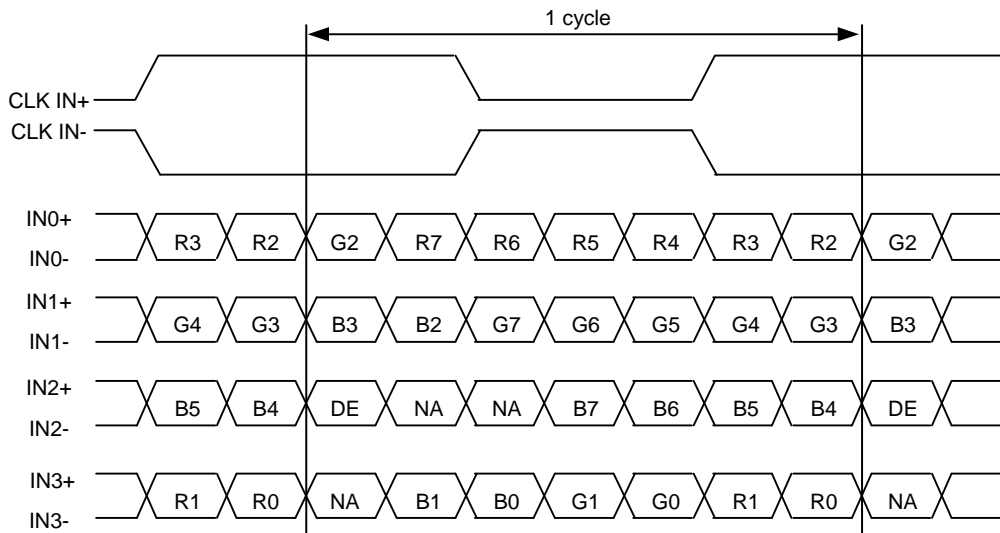 1 cycle
CLK IN+
CLK IN-
IN0+
R3 R2 G2 R7 R6 R5 R4 R3 R2 G2
IN0-
IN1+
G4 G3 B3 B2 G7 G6 G5 G4 G3 B3
IN1-
IN2+
B5 B4 DE NA NA B7 B6 B5 B4 DE
IN2-
IN3+
R1 R0 NA B1 B0 G1 G0 R1 R0 NA
IN3-